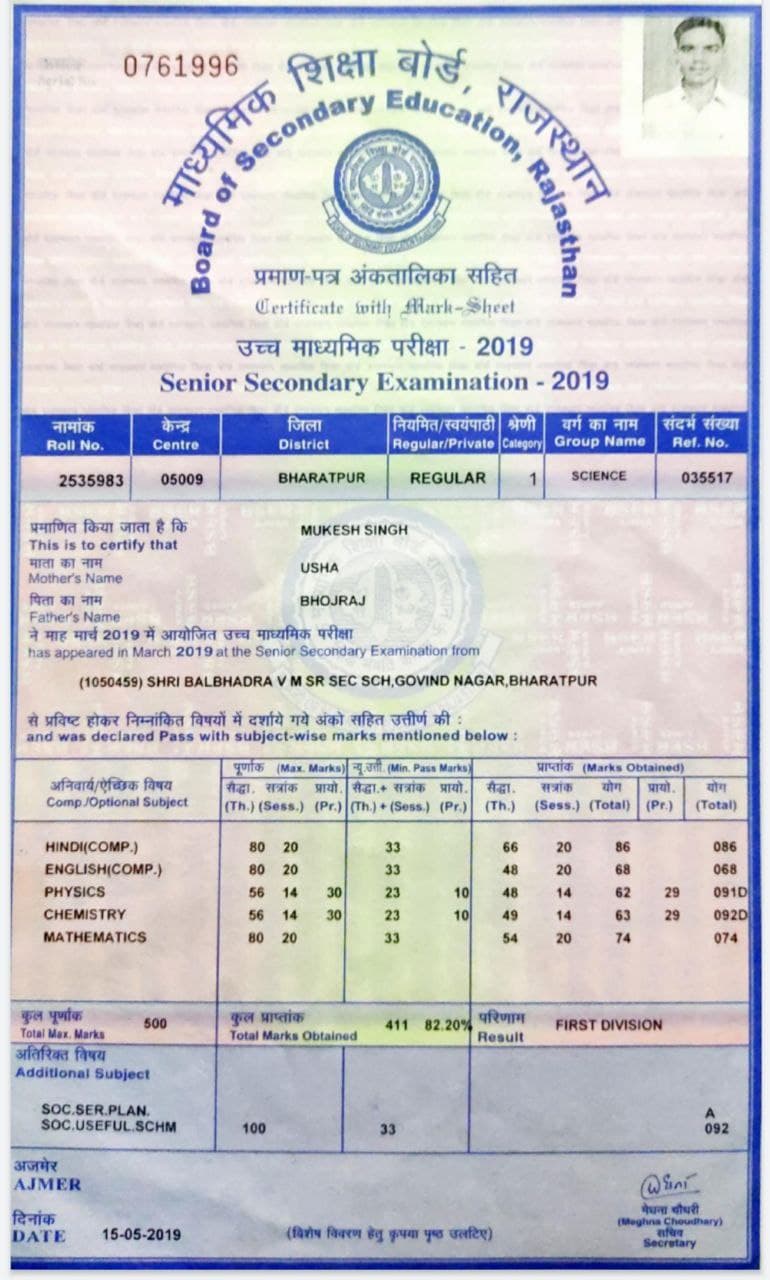 0761996
माध्यमिक शिक्षा बोर्ड, राजस्थान
Board of Secondary Education, Rajasthan
प्रमाण-पत्र अंकतालिका सहित
Certificate with Mark-Sheet
उच्च माध्यमिक परीक्षा - 2019
Senior Secondary Examination - 2019
नामांक केन्द्र जिला नियमित/स्वयंपाठी श्रेणी वर्ग का नाम संदर्भ संख्या
Roll No. Centre District Regular/Private Category Group Name Ref. No.
2535983 05009 BHARATPUR REGULAR 1 SCIENCE 035517
प्रमाणित किया जाता है कि MUKESH SINGH
This is to certify that
माता का नाम USHA
Mother's Name
पिता का नाम BHOJRAJ
Father's Name
ने माह मार्च 2019 में आयोजित उच्च माध्यमिक परीक्षा
has appeared in March 2019 at the Senior Secondary Examination from
(1050459) SHRI BALBHADRA V M SR SEC SCH,GOVIND NAGAR,BHARATPUR
से प्रविष्ट होकर निम्नांकित विषयों में दर्शाये गये अंको सहित उत्तीर्ण की :
and was declared Pass with subject-wise marks mentioned below :
पूर्णांक (Max. Marks) न्यू.उत्ती. (Min. Pass Marks) प्राप्तांक (Marks Obtained)
अनिवार्य/ऐच्छिक विषय सैद्धा. सत्रांक प्रायो. सैद्धा.+ सत्रांक प्रायो. सैद्धा. सत्रांक योग प्रायो. योग
Comp./Optional Subject (Th.) (Sess.) (Pr.) (Th.) + (Sess.) (Pr.) (Th.) (Sess.) (Total) (Pr.) (Total)
HINDI(COMP.) 80 20 33 66 20 86 086
ENGLISH(COMP.) 80 20 33 48 20 68 068
PHYSICS 56 14 30 23 10 48 14 62 29 091D
CHEMISTRY 56 14 30 23 10 49 14 63 29 092D
MATHEMATICS 80 20 33 54 20 74 074
कुल पूर्णांक 500 कुल प्राप्तांक 411 82.20% परिणाम FIRST DIVISION
Total Max. Marks Total Marks Obtained Result
अतिरिक्त विषय
Additional Subject
SOC.SER.PLAN. A
SOC.USEFUL.SCHM 100 33 092
अजमेर
AJMER
मेघना चौधरी
(Meghna Choudhary)
दिनांक सचिव
DATE 15-05-2019 (विशेष विवरण हेतु कृपया पृष्ठ उलटिए) Secretary